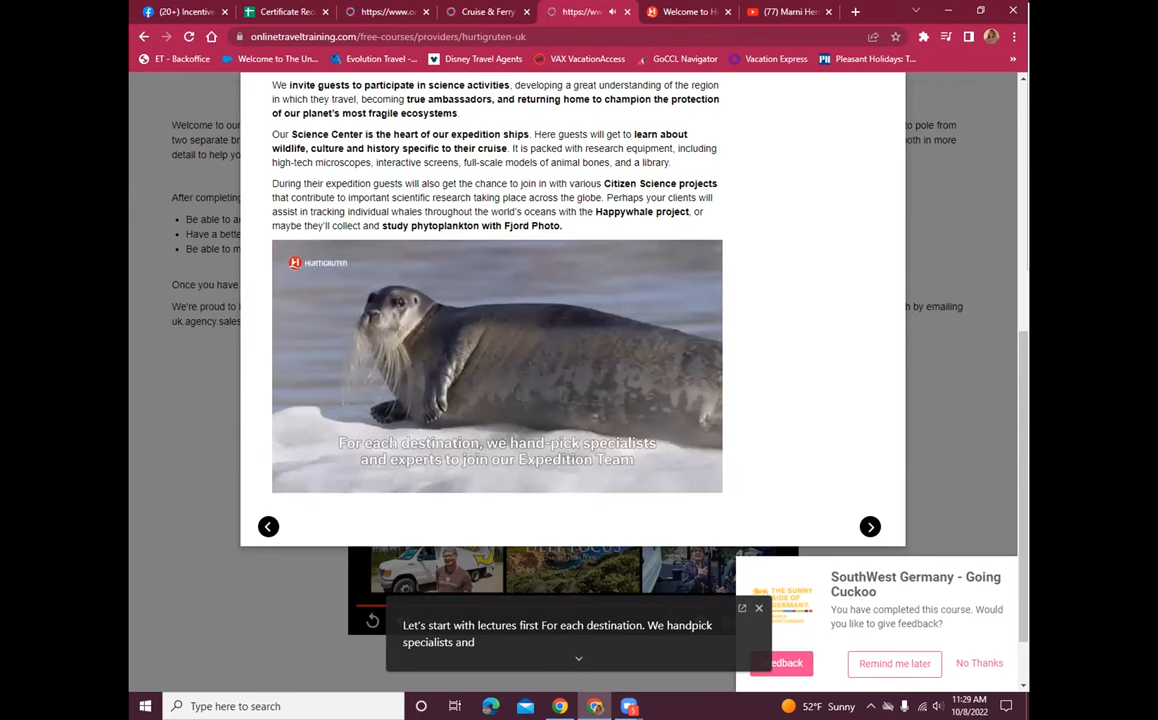 (20+) Incentive
Certificate Rec
https://www.o
Cruise & Ferry
https://ww
Welcome to H
(77) Marni Her
onlinetraveltraining.com/free-courses/providers/hurtigruten-uk
ET - Backoffice
Welcome to The Un...
Evolution Travel -...
Disney Travel Agents
VAX VacationAccess
GoCCL Navigator
Vacation Express
Pleasant Holidays: T...
»
We invite guests to participate in science activities, developing a great understanding of the region
in which they travel, becoming true ambassadors, and returning home to champion the protection
of our planet's most fragile ecosystems.
Our Science Center is the heart of our expedition ships. Here guests will get to learn about
wildlife, culture and history specific to their cruise. It is packed with research equipment, including
high-tech microscopes, interactive screens, full-scale models of animal bones, and a library.
During their expedition guests will also get the chance to join in with various Citizen Science projects
that contribute to important scientific research taking place across the globe. Perhaps your clients will
assist in tracking individual whales throughout the world's oceans with the Happywhale project, or
maybe they'll collect and study phytoplankton with Fjord Photo.
Welcome to our
two separate br
detail to help yo
After completing
• Be able to a
• Have a bette
• Be able to m
Once you have
We're proud to
uk.agency.sales
o pole from
oth in more
h by emailing
HURTIGRUTEN
For each destination, we hand-pick specialists
and experts to join our Expedition Team
SouthWest Germany - Going
Cuckoo
You have completed this course. Would
you like to give feedback?
THE SUNNY
SIDE OF
GERMANY.
edback
Remind me later
No Thanks
Let's start with lectures first For each destination. We handpick
specialists and
Type here to search
52°F Sunny
11:29 AM
10/8/2022